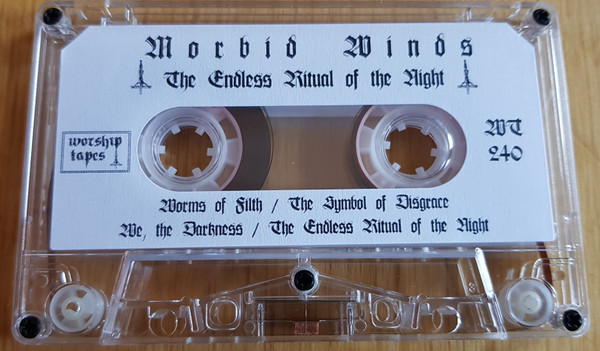 Morbid Winds
The Endless Ritual of the Night
worship
tapes
WT
240
Worms of Filth / The Symbol of Disgrace
We, the Darkness / The Endless Ritual of the Night